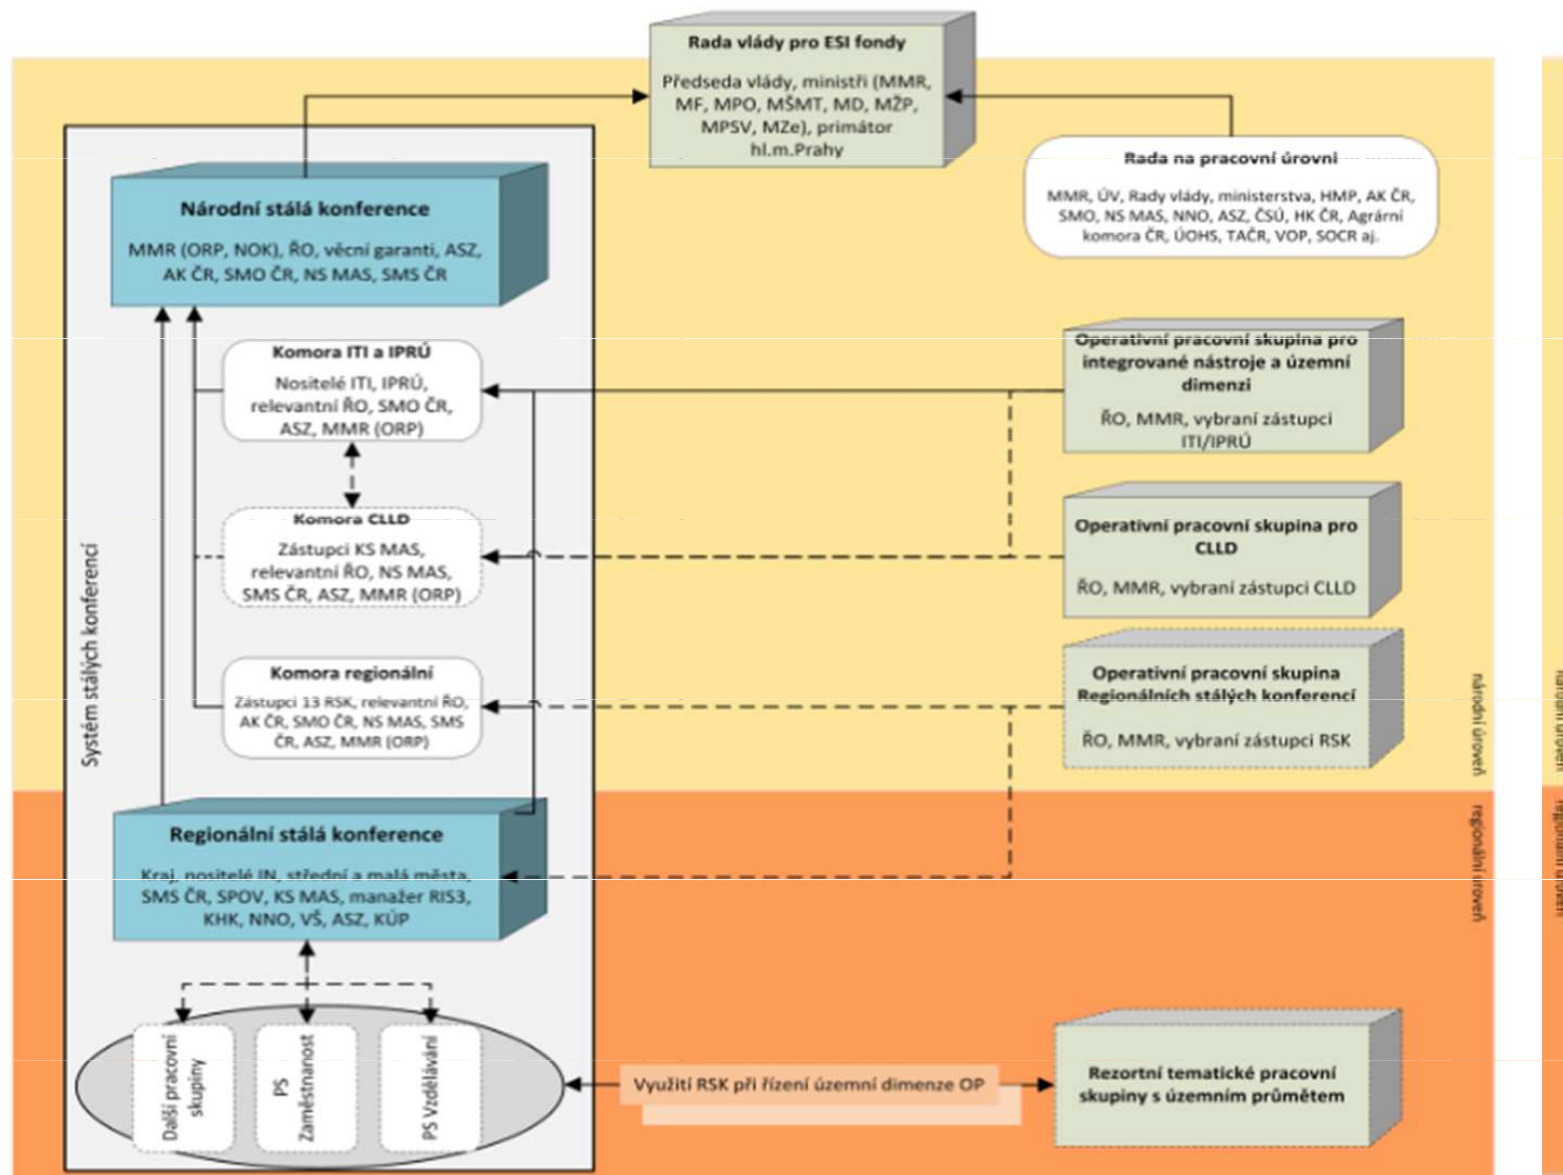 Rada vlády pro ESI fondy
Předseda vlády, ministři (MMR,
MF, MPO, MŠMT, MD, MŽP,
MPSV, MZe), primátor
hl.m.Prahy
Rada na pracovní úrovni
MMR, ÚV, Rady vlády, ministerstva, HMP, AK ČR,
SMO, NS MAS, NNO, ASZ, ČSÚ, HK ČR, Agrární
komora ČR, ÚOHS, TAČR, VOP, SOCR aj.
Národní stálá konference
MMR (ORP, NOK), ŘO, věcní garanti, ASZ,
AK ČR, SMO ČR, NS MAS, SMS ČR
Komora ITI a IPRÚ
Nositelé ITI, IPRÚ,
relevantní ŘO, SMO ČR,
ASZ, MMR (ORP)
Operativní pracovní skupina pro
integrované nástroje a územní
dimenzi
ŘO, MMR, vybraní zástupci
ITI/IPRÚ
Komora CLLD
Zástupci KS MAS,
relevantní ŘO, NS MAS,
SMS ČR, ASZ, MMR (ORP)
Operativní pracovní skupina pro
CLLD
ŘO, MMR, vybraní zástupci CLLD
Systém stálých konferencí
Komora regionální
Zástupci 13 RSK, relevantní ŘO,
AK ČR, SMO ČR, NS MAS, SMS
ČR, ASZ, MMR (ORP)
Operativní pracovní skupina
Regionálních stálých konferencí
ŘO, MMR, vybraní zástupci RSK
národní úroveň
národní úroveň
Regionální stálá konference
Kraj, nositelé IN, střední a malá města,
SMS ČR, SPOV, KS MAS, manažer RIS3,
KHK, NNO, VŠ, ASZ, KÚP
regionální úroveň
regionální úroveň
Další pracovní
skupiny
PS
Zaměstnanost
PS Vzdělávání
Využití RSK při řízení územní dimenze OP
Rezortní tematické pracovní
skupiny s územním průmětem